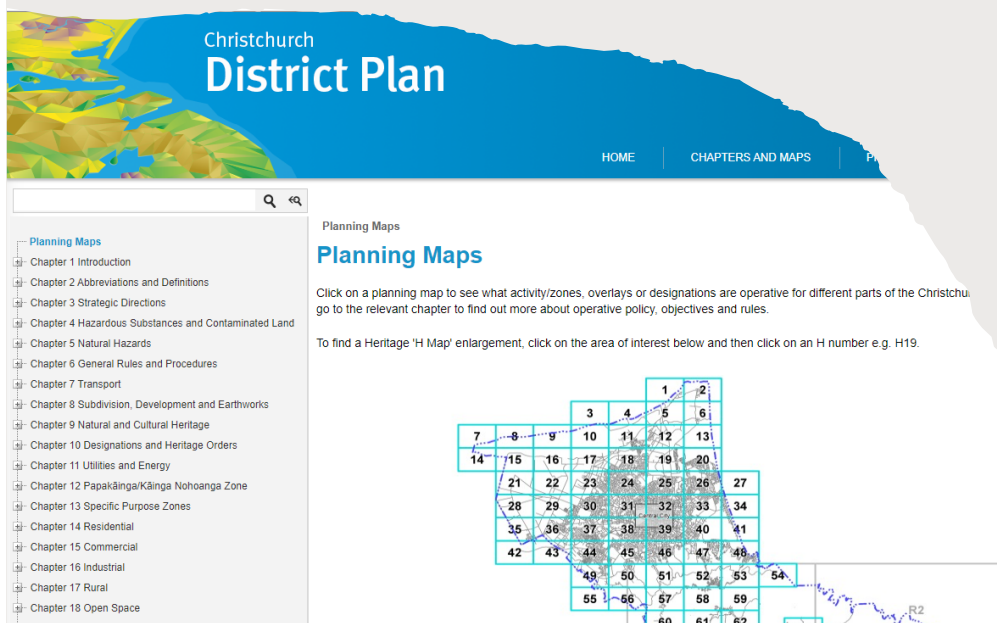 Christchurch
District Plan
HOME
CHAPTERS AND MAPS
Planning Maps
Chapter 1 Introduction
Chapter 2 Abbreviations and Definitions
Chapter 3 Strategic Directions
Chapter 4 Hazardous Substances and Contaminated Land
Chapter 5 Natural Hazards
Chapter 6 General Rules and Procedures
Chapter 7 Transport
Chapter 8 Subdivision, Development and Earthworks
Chapter 9 Natural and Cultural Heritage
Chapter 10 Designations and Heritage Orders
Chapter 11 Utilities and Energy
Chapter 12 Papakāinga/Kāinga Nohoanga Zone
Chapter 13 Specific Purpose Zones
Chapter 14 Residential
Chapter 15 Commercial
Chapter 16 Industrial
Chapter 17 Rural
Chapter 18 Open Space
Planning Maps
Planning Maps
Click on a planning map to see what activity/zones, overlays or designations are operative for different parts of the
go to the relevant chapter to find out more about operative policy, objectives and rules.
To find a Heritage 'H Map' enlargement, click on the area of interest below and then click on an H number e.g. H19.
1 2
3 4 5 6
7 8 9 10 11 12 13
14 15 16 17 18 19 20
21 22 23 24 25 26 27
28 29 30 31 32 33 34
Central City
35 36 37 38 39 40 41
42 43 44 45 46 47 48
49 50 51 52 53 54
55 56 57 58 59
R2
60 61 62